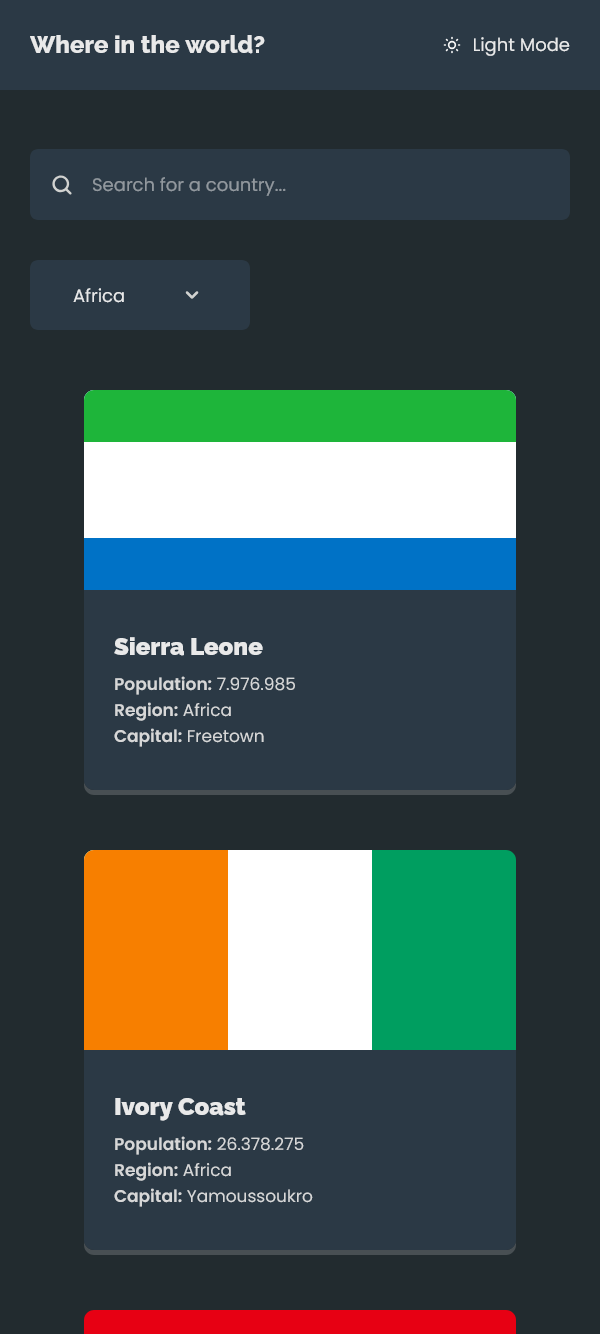 Where in the world?
Light Mode
Search for a country...
Africa
Sierra Leone
Population: 7.976.985
Region: Africa
Capital: Freetown
Ivory Coast
Population: 26.378.275
Region: Africa
Capital: Yamoussoukro